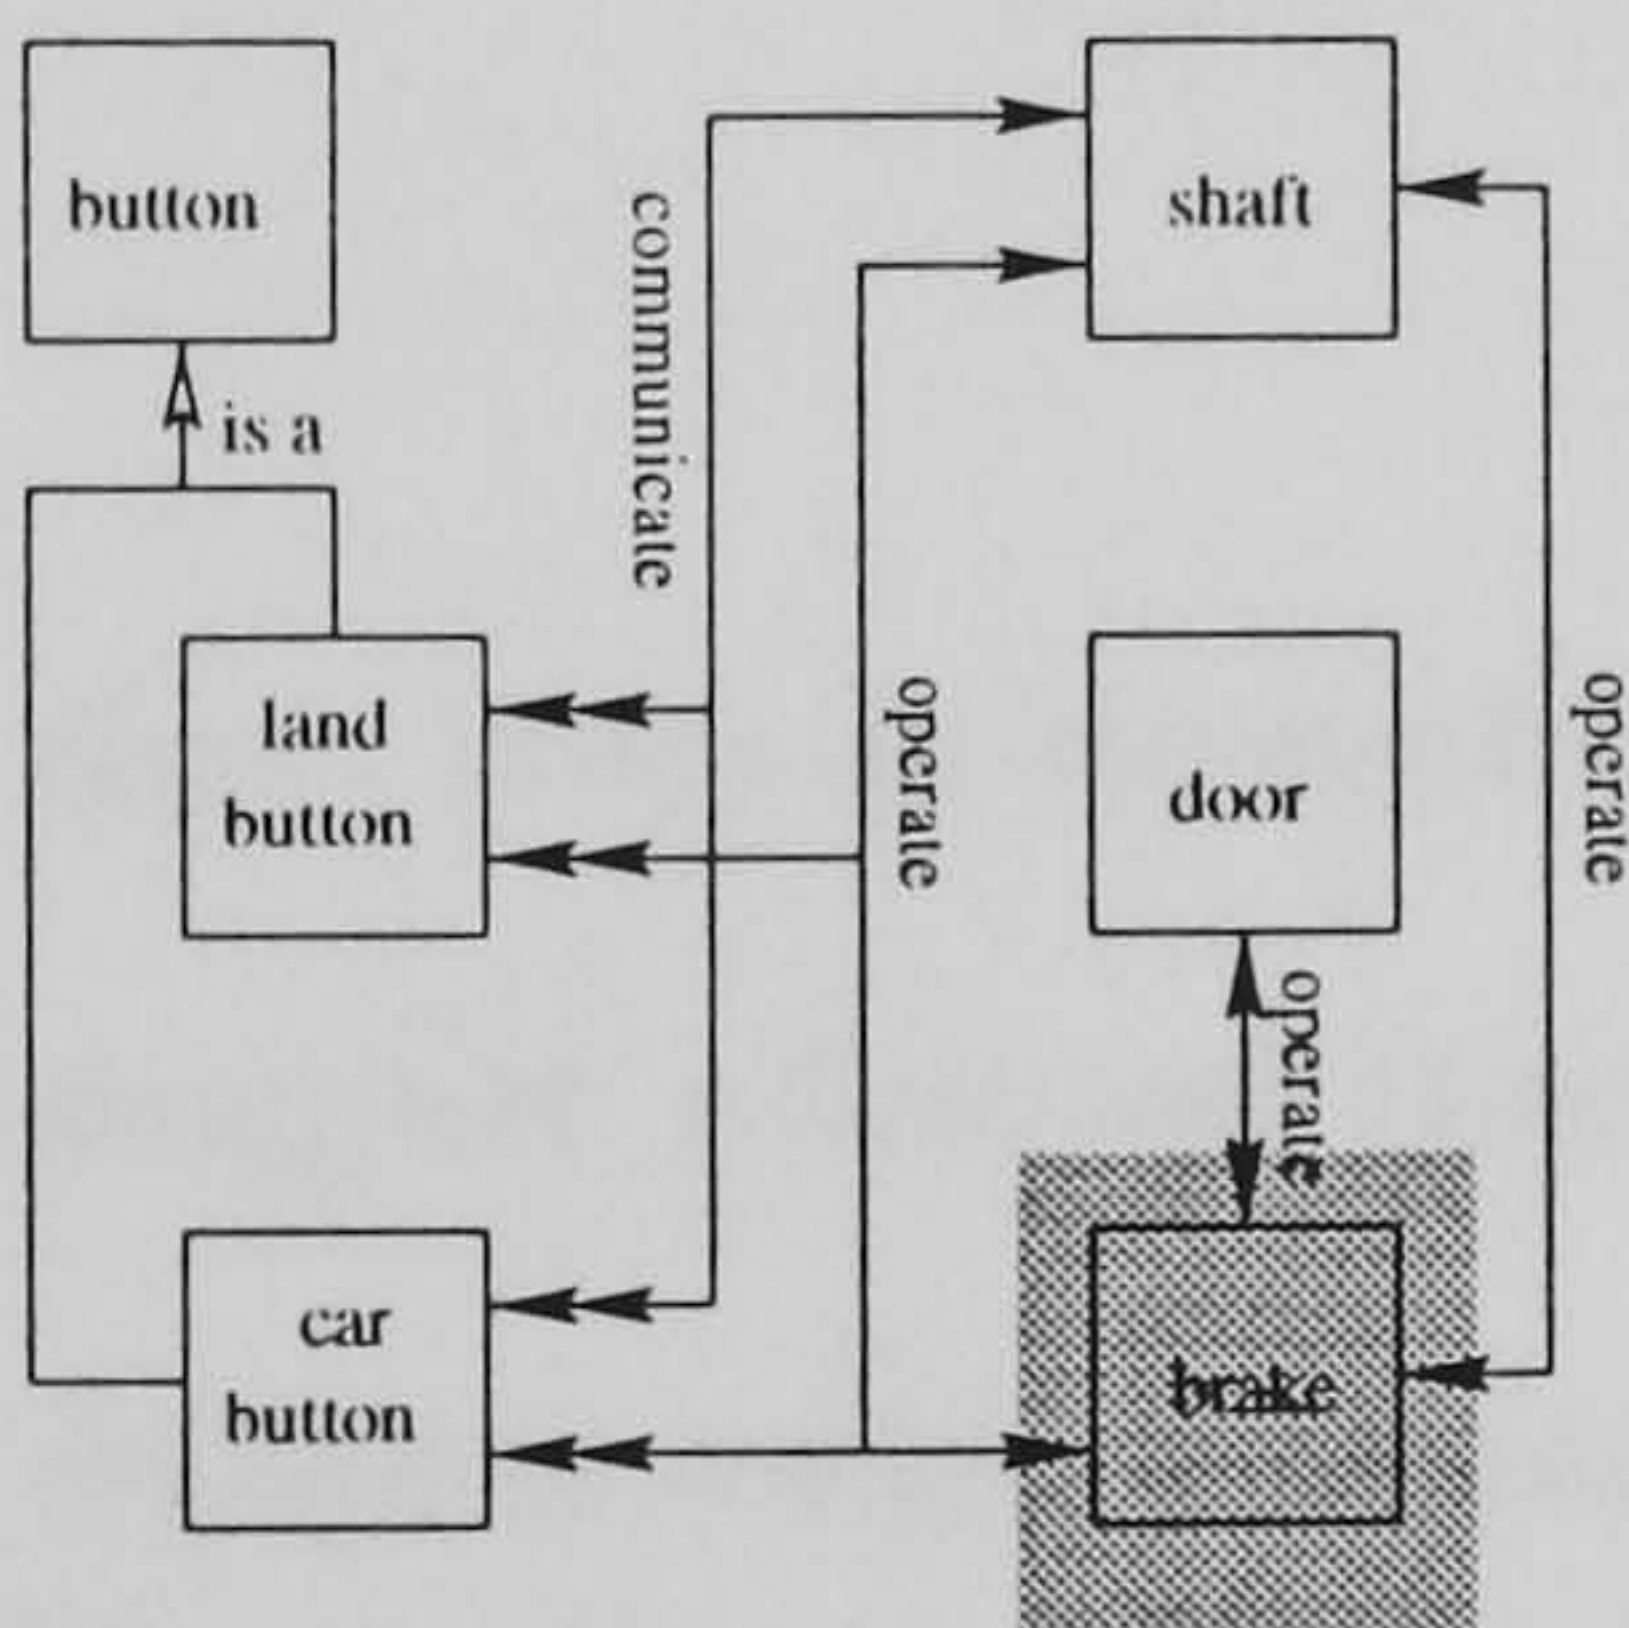 button
shaft
is a
communicate
land
button
operate
door
operate
operate
car
button
brake